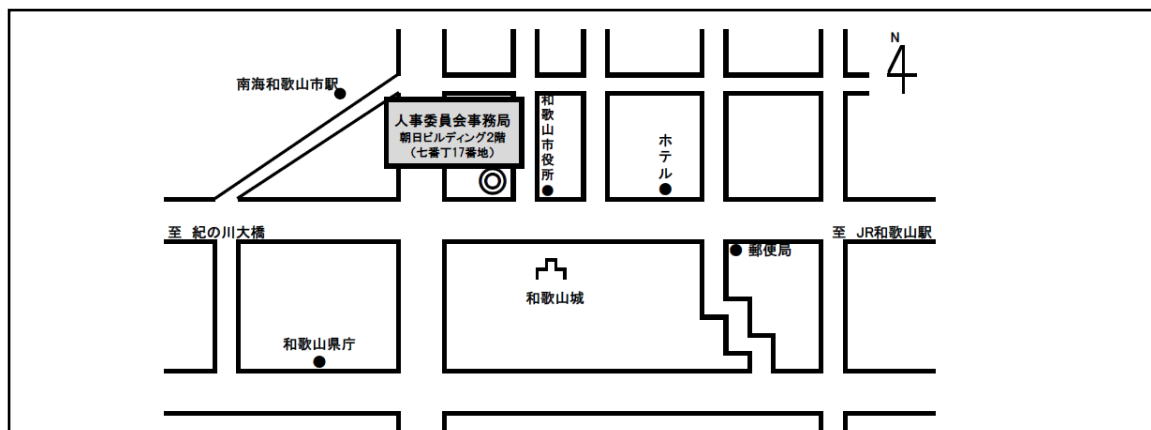 N
南海和歌山市駅
人事委員会事務局
朝日ビルディング2階
(七番丁17番地)
和歌山市役所
ホテル
至 紀の川大橋
至 JR和歌山駅
郵便局
和歌山城
和歌山県庁